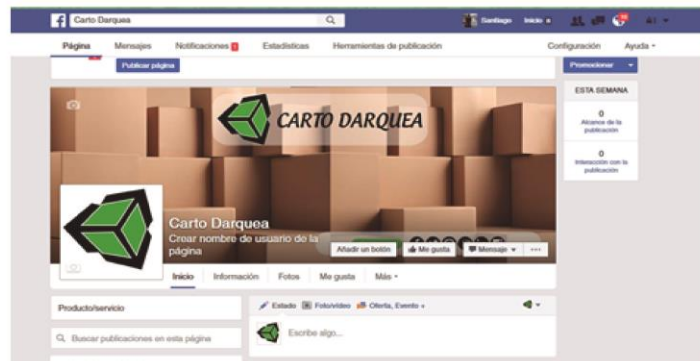 Carto Darquea
Santiago Inicio
Página Mensajes Notificaciones Estadísticas Herramientas de publicación Configuración Ayuda
Publicar página
Promocionar
ESTA SEMANA
0
Alcance de la
publicación
0
Interacción con la
publicación
CARTO DARQUEA
Carto Darquea
Crear nombre de
usuario de la
página
Añadir un botón Me gusta Mensaje ...
Inicio Información Fotos Me gusta Más
Producto/servicio
Estado Foto/vídeo Oferta, Evento +
Buscar publicaciones en esta página
Escribe algo...